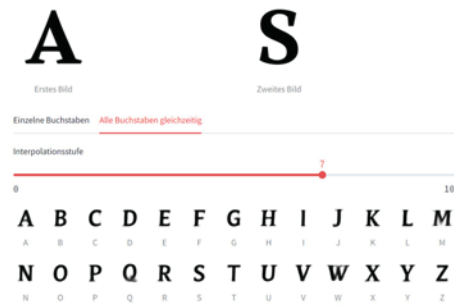 A S
Erstes Bild Zweites Bild
Einzelne Buchstaben Alle Buchstaben gleichzeitig
Interpolationsstufe
7
0 10
A B C D E F G H I J K L M
A B C D E F G H I J K L M
N O P Q R S T U V W X Y Z
N O P Q R S T U V W X Y Z